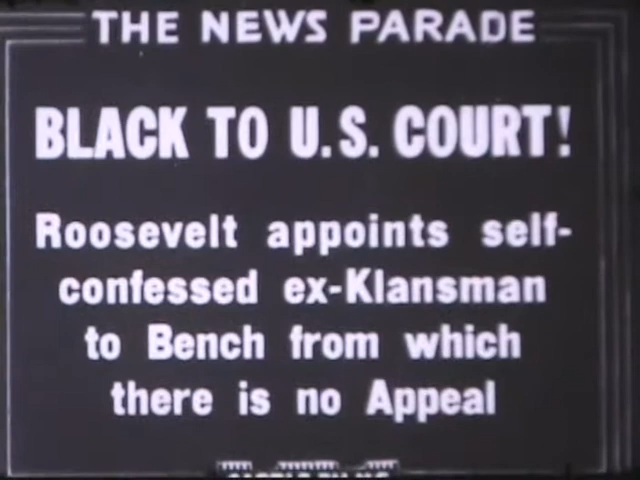 THE NEWS PARADE
BLACK TO U.S. COURT!
Roosevelt appoints self-
confessed ex-Klansman
to Bench from which
there is no Appeal